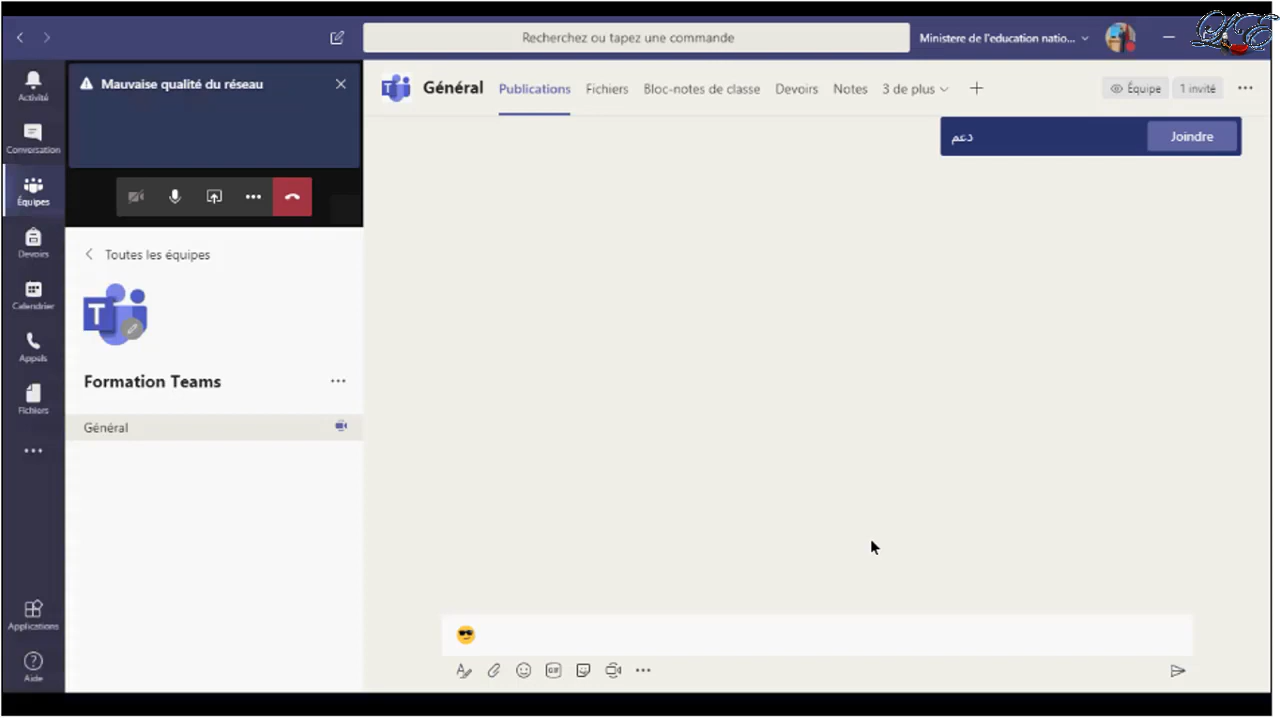 Recherchez ou tapez une commande
Ministere de l'education natio...
Activité
Conversation
Équipes
Devoirs
Calendrier
Appels
Fichiers
Applications
Aide
Mauvaise qualité du réseau
Toutes les équipes
T
Formation Teams
Général
Général
Publications
Fichiers
Bloc-notes de classe
Devoirs
Notes
3 de plus
Équipe
1 invité
دعم
Joindre
GIF